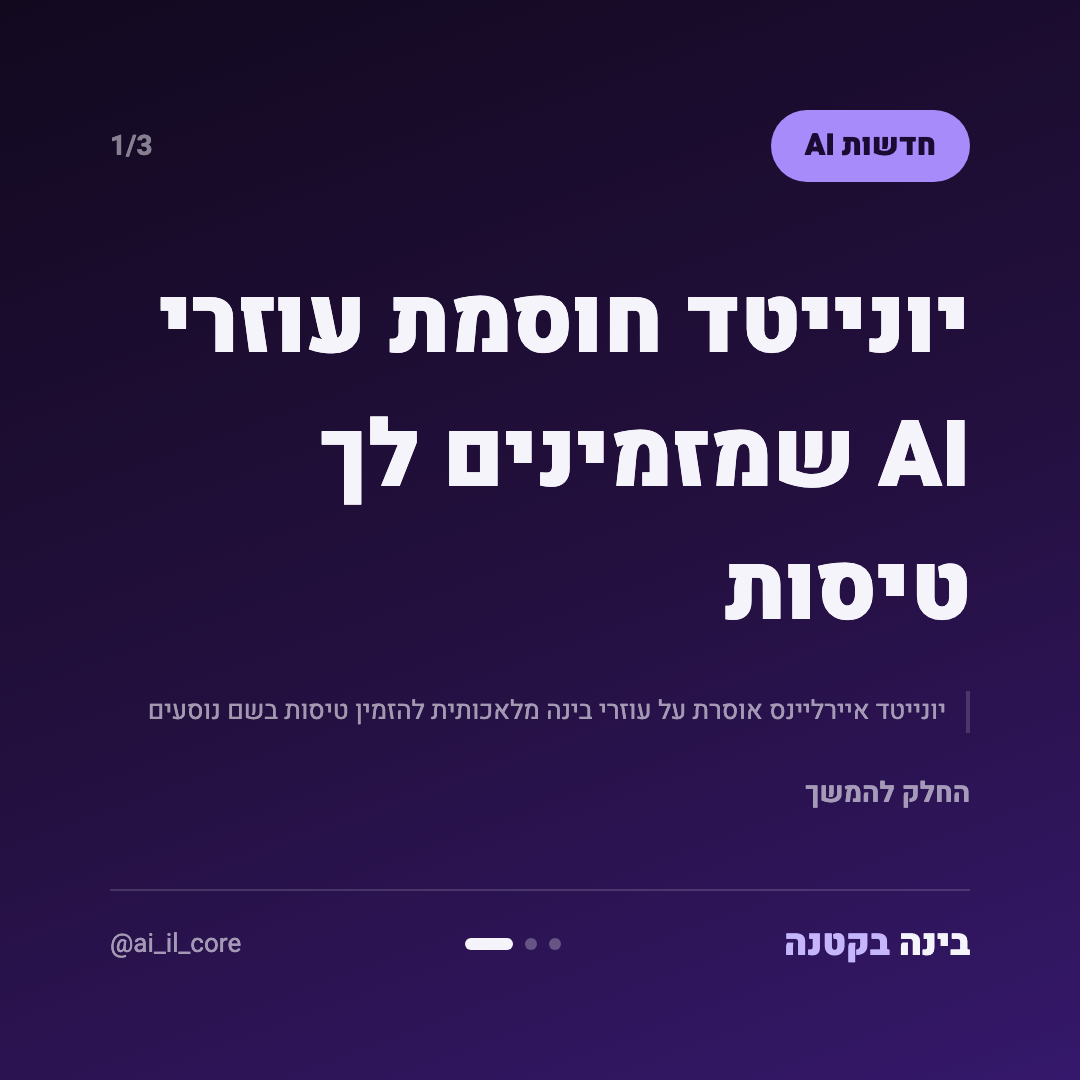 חדשות AI
1/3
יונייטד חוסמת עוזרי
AI שמזמינים לך
טיסות
יונייטד איירליינס אוסרת על עוזרי בינה מלאכותית להזמין טיסות בשם נוסעים
החלק להמשך
בינה בקטנה
@ai_il_core